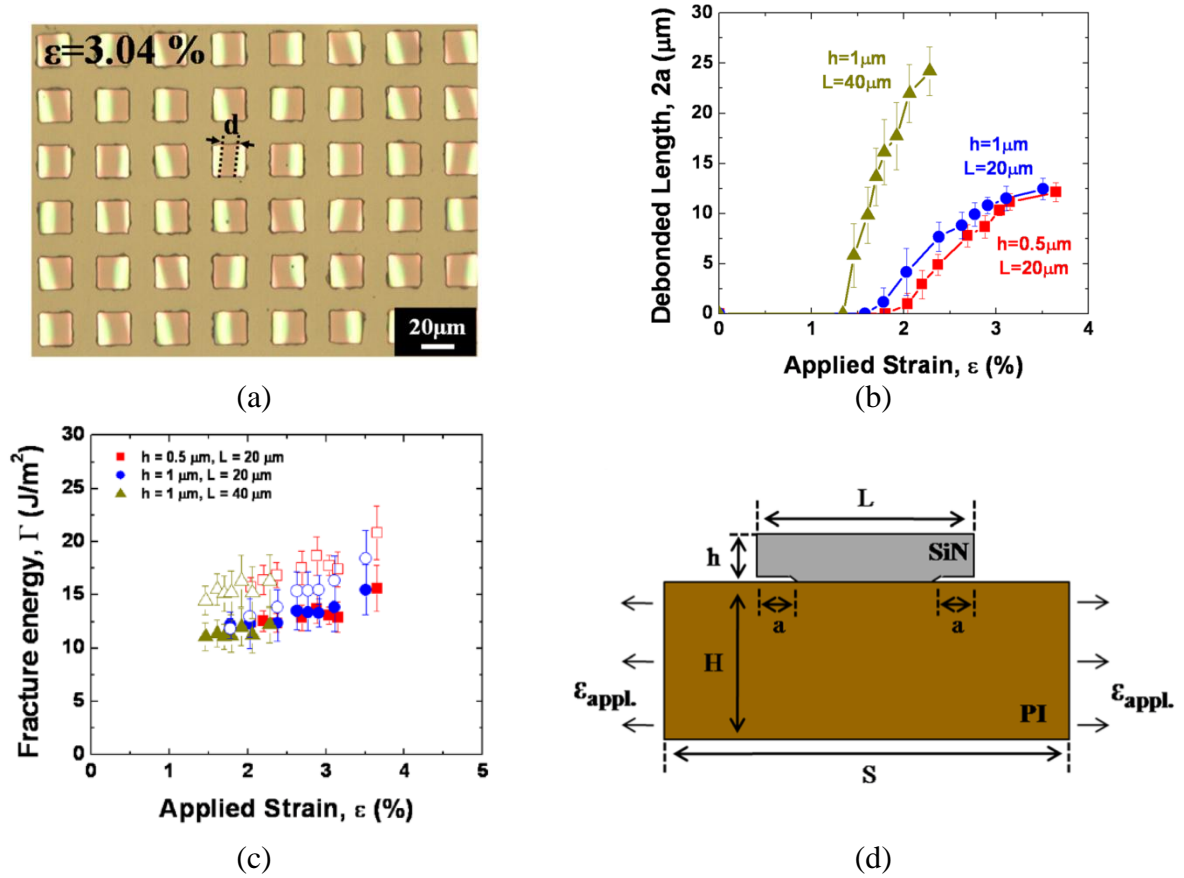 ε=3.04 %
d
20μm
(a)
Debonded Length, 2a (μm)
30
25
20
15
10
5
0
h=1μm
L=40μm
h=1μm
L=20μm
h=0.5μm
L=20μm
0 1 2 3 4
Applied Strain, ε (%)
(b)
Fracture energy, Γ (J/m²)
30
25
20
15
10
5
0
h = 0.5 μm, L = 20 μm
h = 1 μm, L = 20 μm
h = 1 μm, L = 40 μm
0 1 2 3 4 5
Applied Strain, ε (%)
(c)
L
h
SiN
a
a
H
εappl.
εappl.
PI
S
(d)